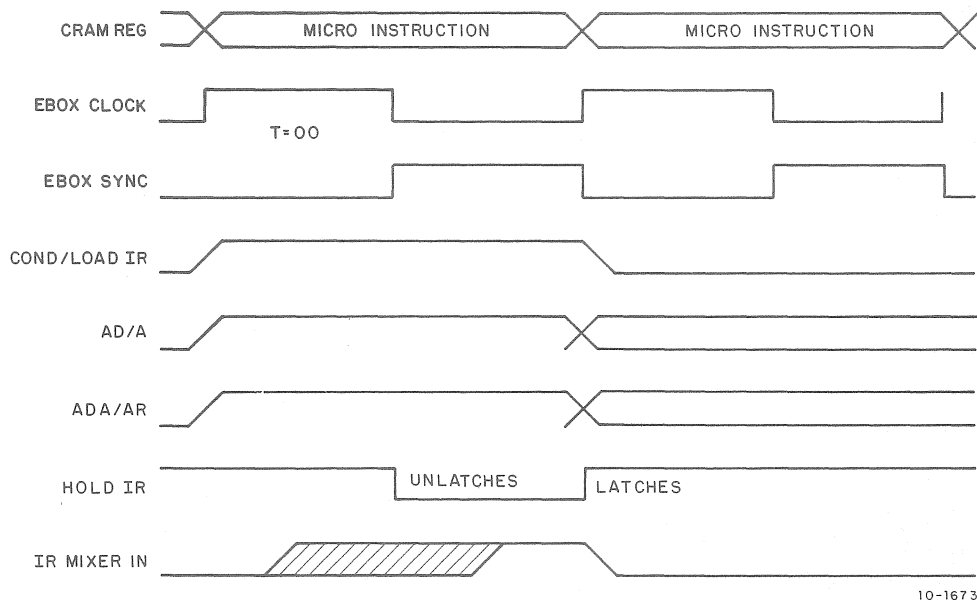 CRAM REG
MICRO INSTRUCTION
MICRO INSTRUCTION
EBOX CLOCK
T=00
EBOX SYNC
COND/LOAD IR
AD/A
ADA/AR
HOLD IR
UNLATCHES
LATCHES
IR MIXER IN
10-1673